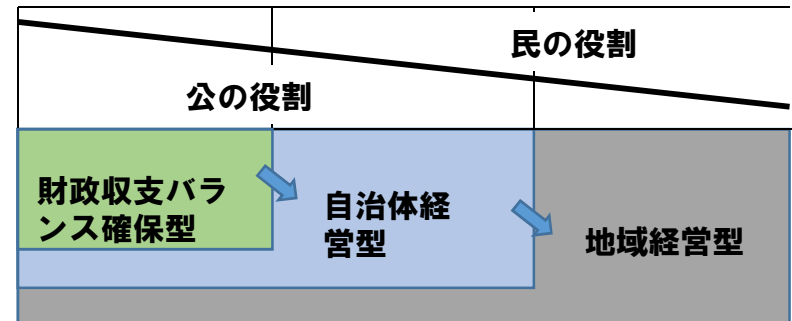 民の役割
公の役割
財政収支バラ
ンス確保型
自治体経
営型
地域経営型